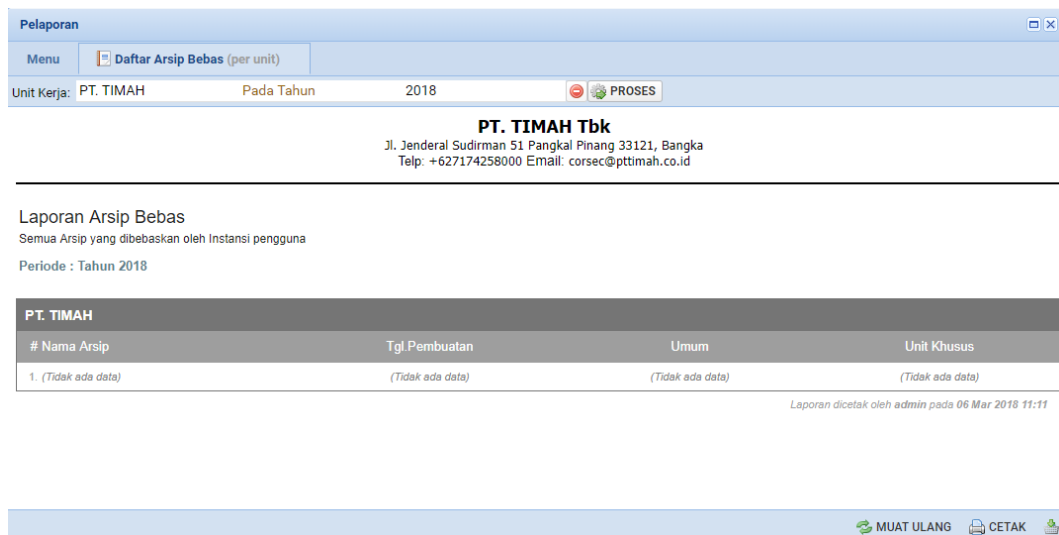 Pelaporan
Menu Daftar Arsip Bebas (per unit)
Unit Kerja: PT. TIMAH Pada Tahun 2018 PROSES
PT. TIMAH Tbk
Jl. Jenderal Sudirman 51 Pangkal Pinang 33121, Bangka
Telp: +627174258000 Email: corsec@pttimah.co.id
Laporan Arsip Bebas
Semua Arsip yang dibebaskan oleh Instansi pengguna
Periode : Tahun 2018
PT. TIMAH
# Nama Arsip Tgl.Pembuatan Umum Unit Khusus
1. (Tidak ada data) (Tidak ada data) (Tidak ada data) (Tidak ada data)
Laporan dicetak oleh admin pada 06 Mar 2018 11:11
MUAT ULANG CETAK